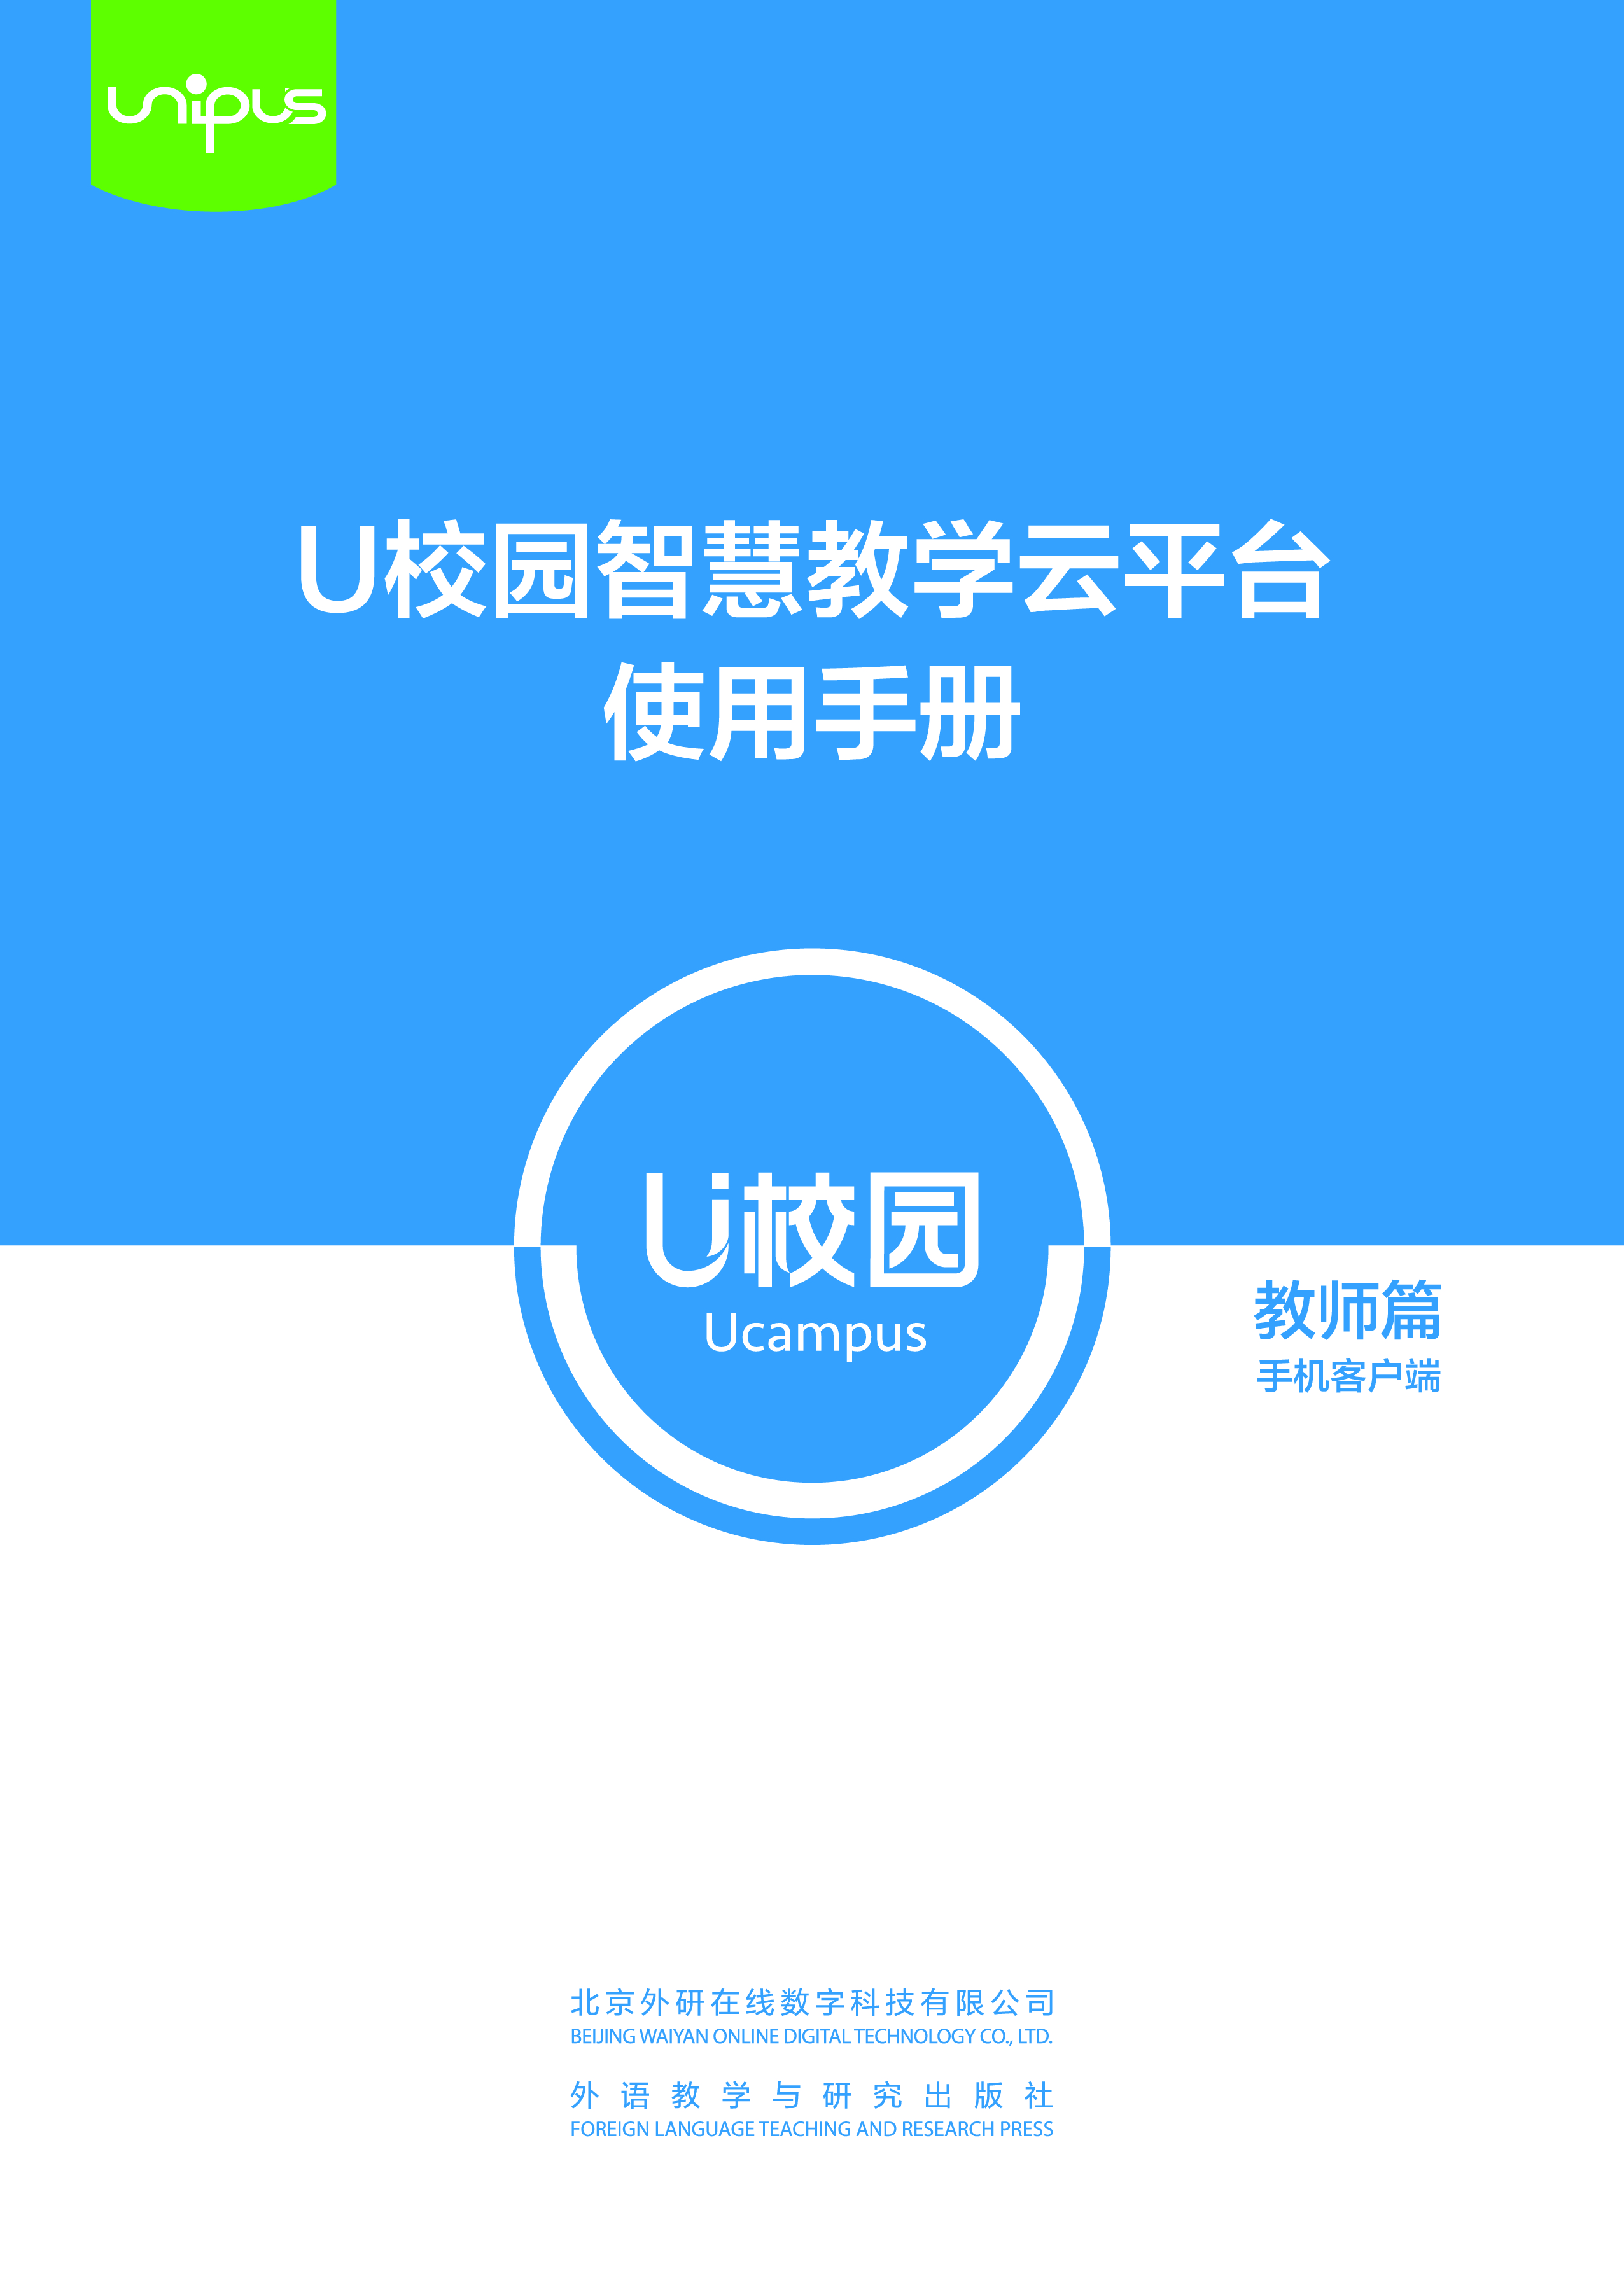 unipus
U校园智慧教学云平台
使用手册
U校园
Ucampus
教师篇
手机客户端
北京外研在线数字科技有限公司
BEIJING WAIYAN ONLINE DIGITAL TECHNOLOGY CO., LTD.
外语教学与研究出版社
FOREIGN LANGUAGE TEACHING AND RESEARCH PRESS